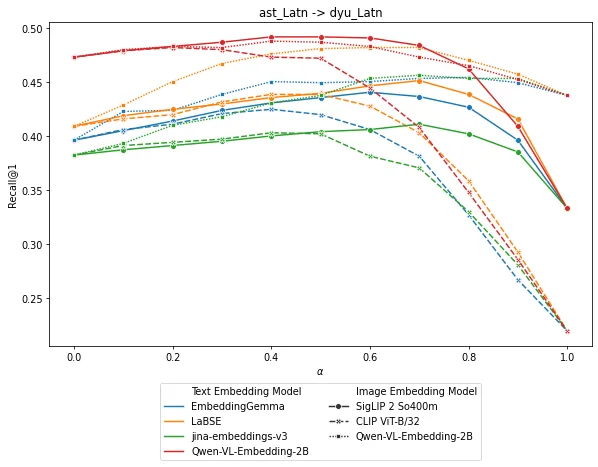 ast_Latn -> dyu_Latn
0.50
0.45
0.40
0.35
0.30
0.25
Recall@1
0.0 0.2 0.4 0.6 0.8 1.0
α
Text Embedding Model Image Embedding Model
EmbeddingGemma SigLIP 2 So400m
LaBSE CLIP ViT-B/32
jina-embeddings-v3 Qwen-VL-Embedding-2B
Qwen-VL-Embedding-2B